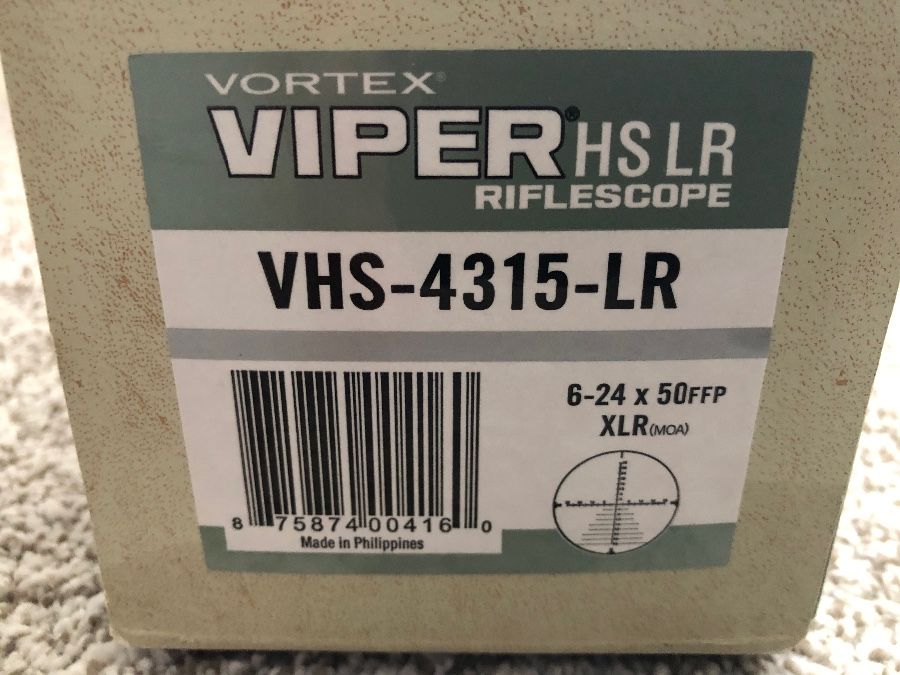 VORTEX®
VIPER® HS LR
RIFLESCOPE
VHS-4315-LR
6-24 x 50FFP
XLR(MOA)
8 75874 00416 0
Made in Philippines